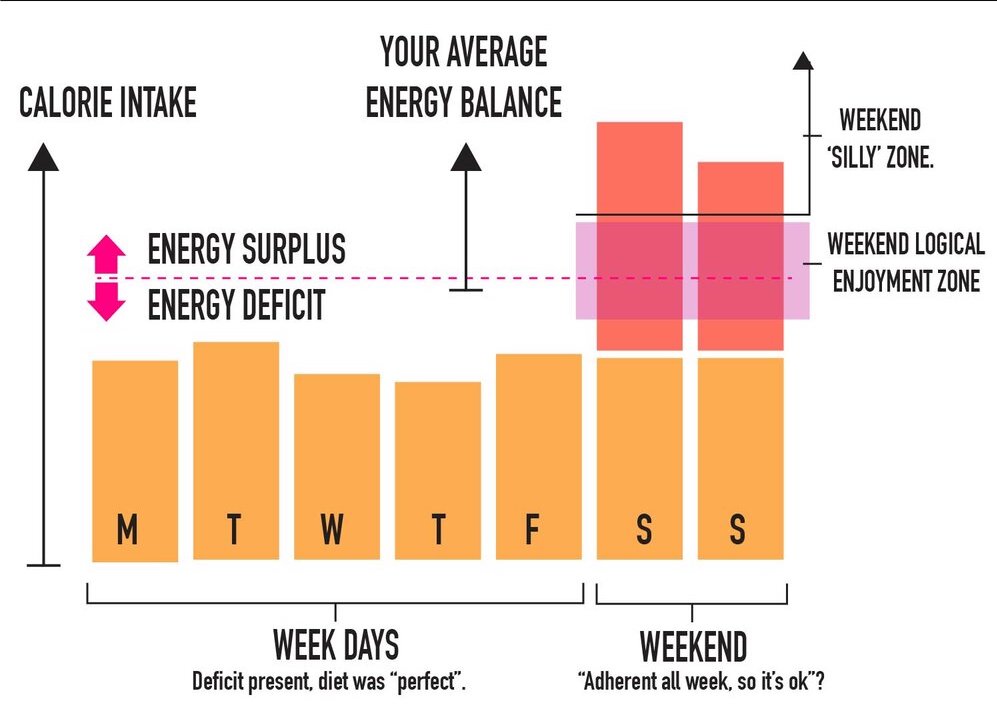 YOUR AVERAGE
ENERGY BALANCE
CALORIE INTAKE
WEEKEND
‘SILLY’ ZONE.
ENERGY SURPLUS
ENERGY DEFICIT
WEEKEND LOGICAL
ENJOYMENT ZONE
M T W T F S S
WEEK DAYS
Deficit present, diet was “perfect”.
WEEKEND
“Adherent all week, so it’s ok”?